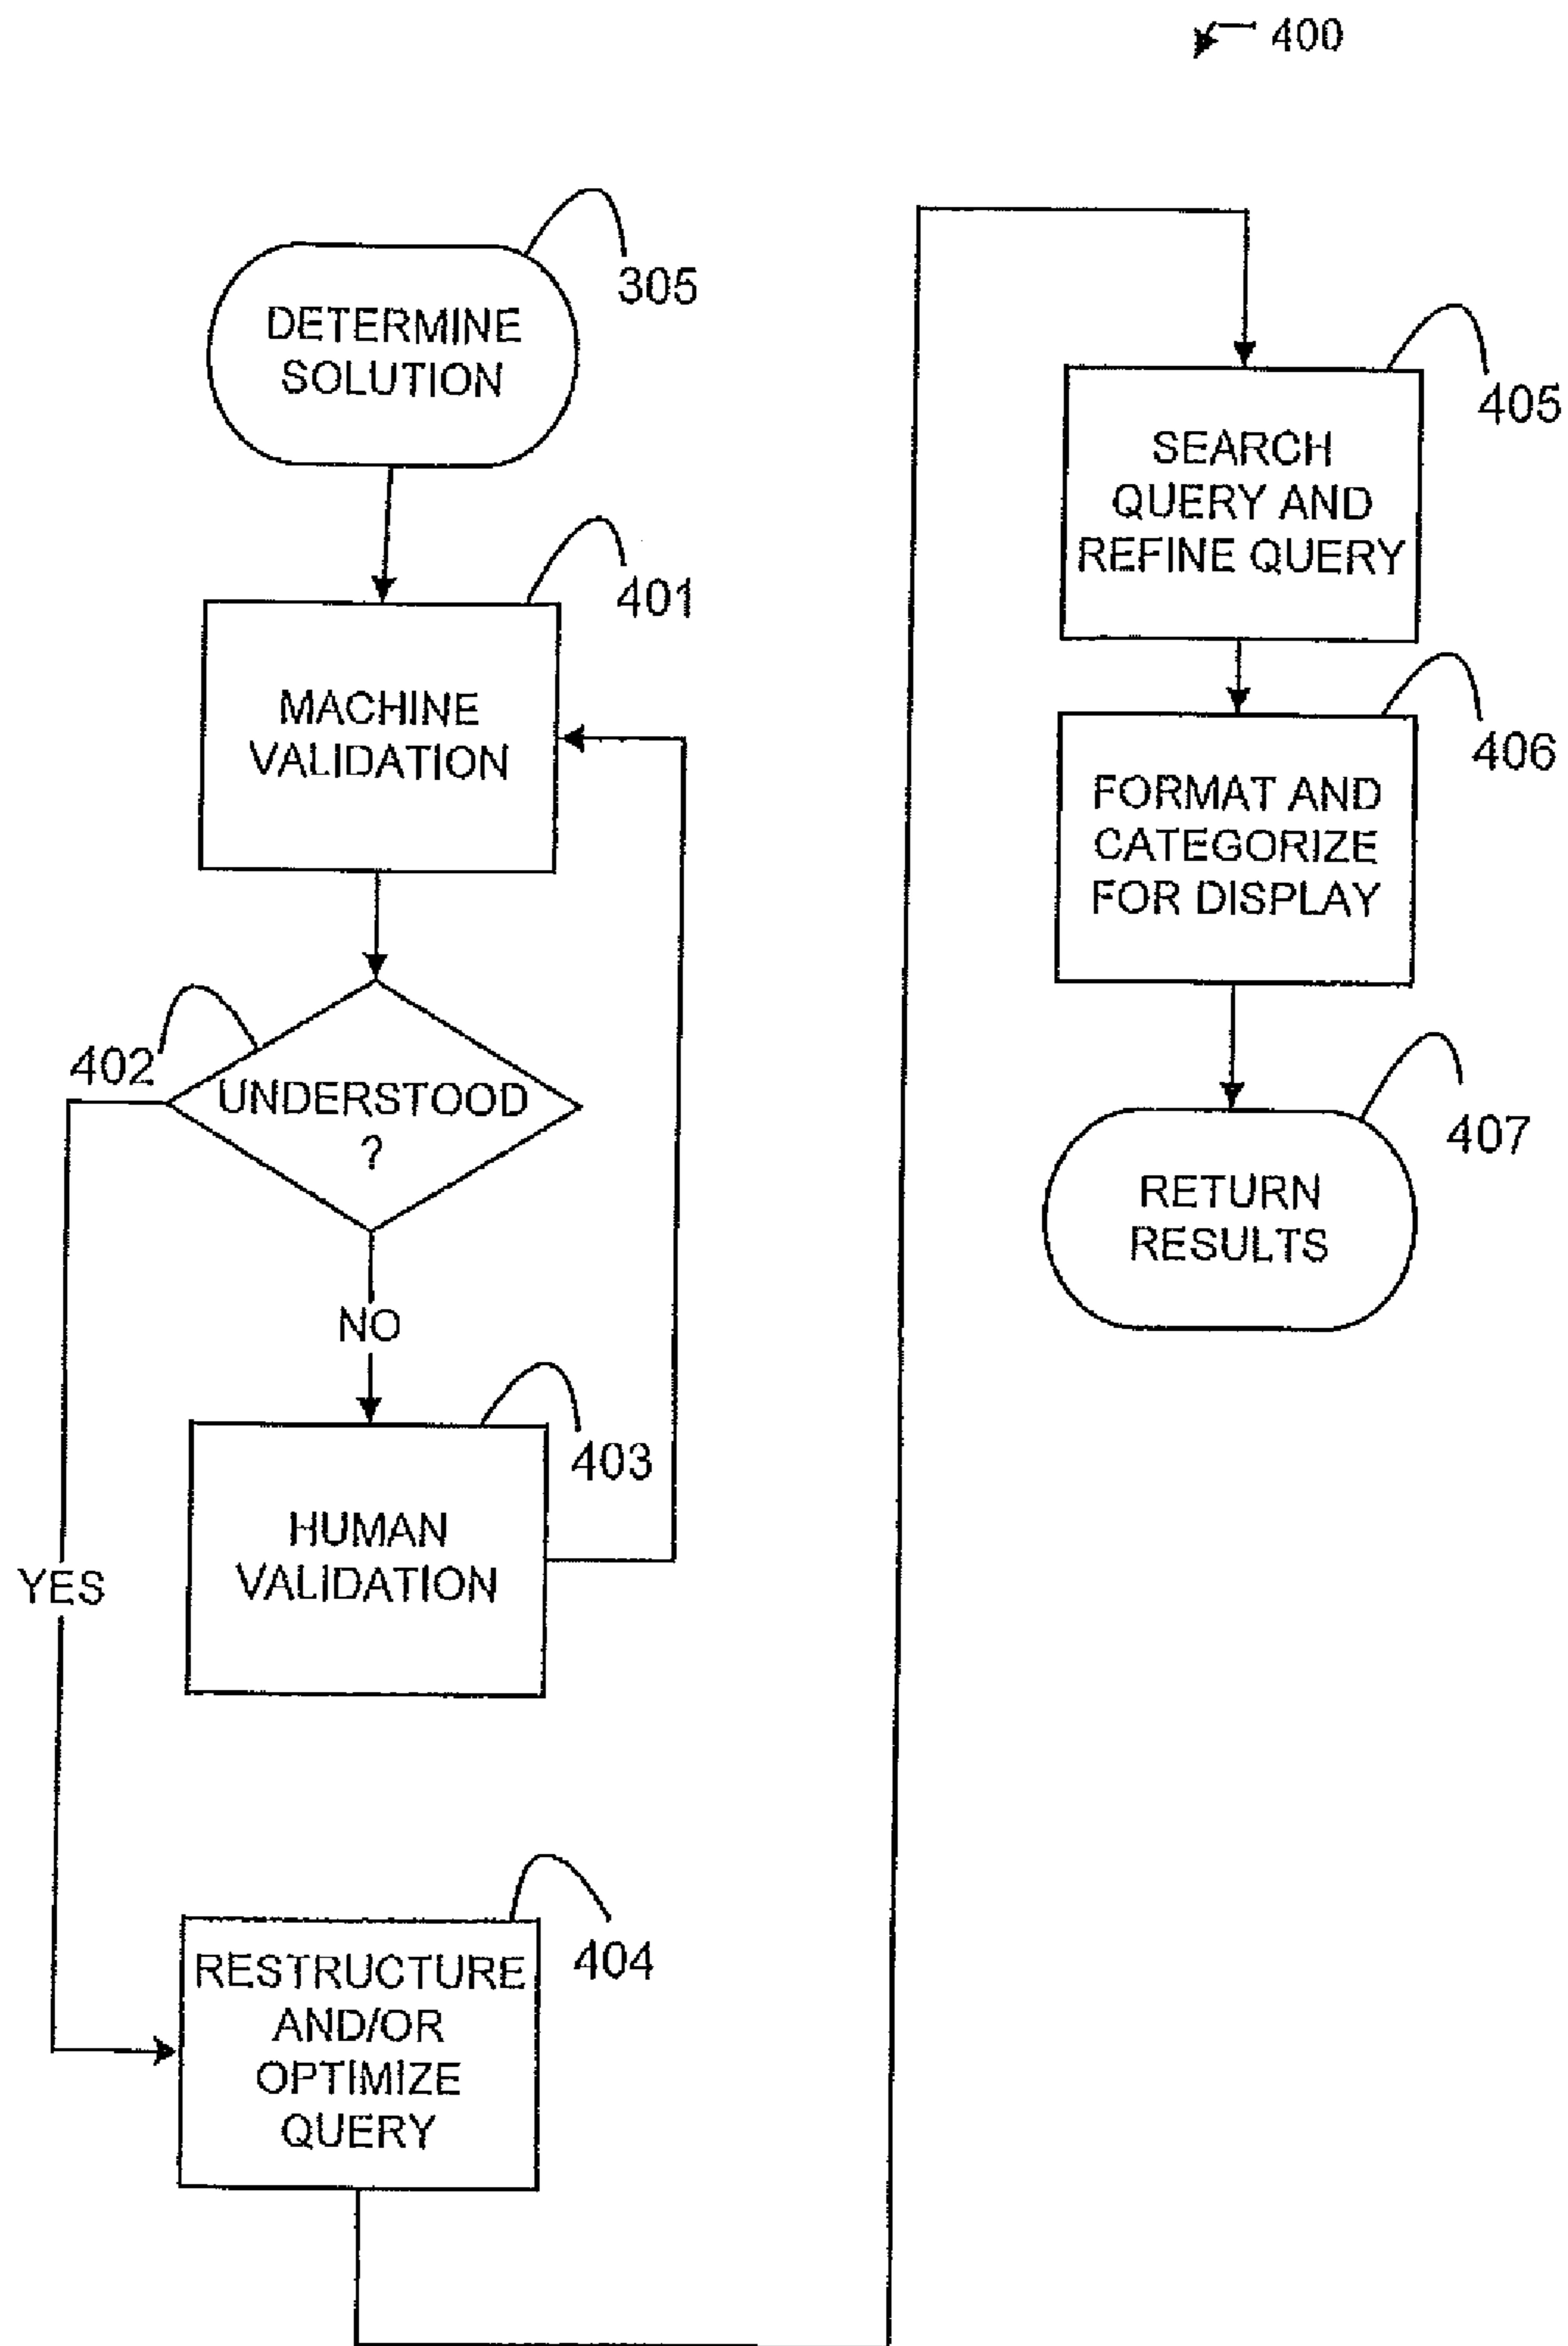 400
DETERMINE
SOLUTION
305
MACHINE
VALIDATION
401
UNDERSTOOD
?
402
NO
HUMAN
VALIDATION
403
YES
RESTRUCTURE
AND/OR
OPTIMIZE
QUERY
404
SEARCH
QUERY AND
REFINE QUERY
405
FORMAT AND
CATEGORIZE
FOR DISPLAY
406
RETURN
RESULTS
407